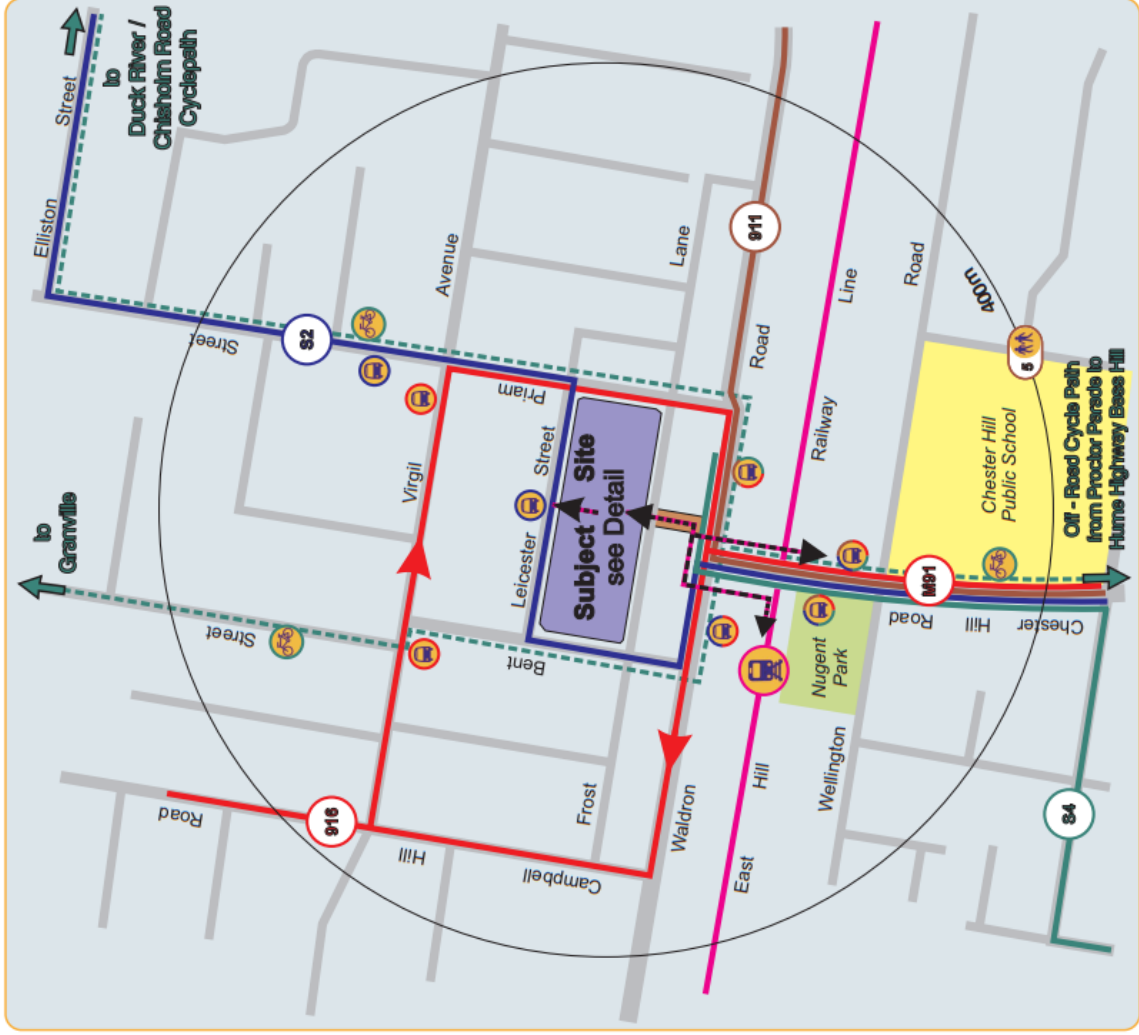 Elliston Street
to
Duck River /
Chisholm Road
Cyclepath
to
Granville
Street
S2
Avenue
Virgil
Priam
Street
Leicester
Bent
Street
Subject Site
see Detail
Lane
Frost
911
Road
Waldron
Line
Railway
Hill
East
Road
Wellington
400m
5
Chester Hill
Public School
Off - Road Cycle Path
from Proctor Parade to
Hume Highway Bass Hill
M91
Nugent
Park
Road
Hill
Chester
S4
Road
916
Hill
Campbell